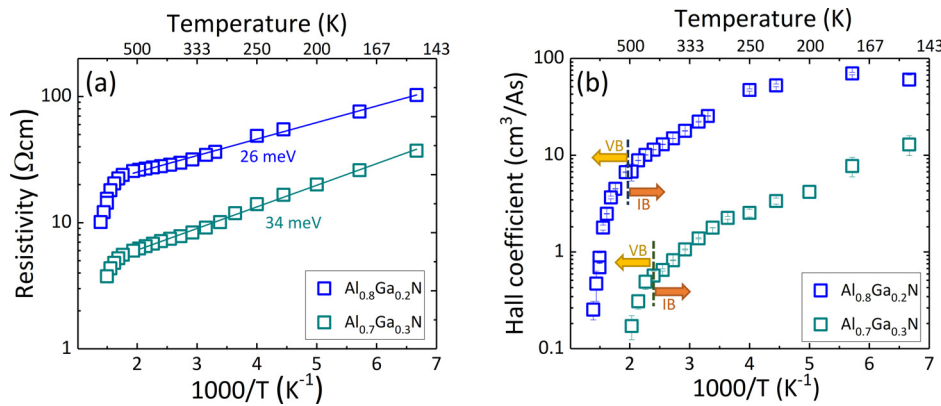 Temperature (K)
500 333 250 200 167 143
(a)
100
10
1
Resistivity (Ωcm)
26 meV
34 meV
Al0.8Ga0.2N
Al0.7Ga0.3N
1 2 3 4 5 6 7
1000/T (K-1)
Temperature (K)
500 333 250 200 167 143
(b)
100
10
1
0.1
Hall coefficient (cm3/As)
VB
IB
VB
IB
Al0.8Ga0.2N
Al0.7Ga0.3N
1 2 3 4 5 6 7
1000/T (K-1)